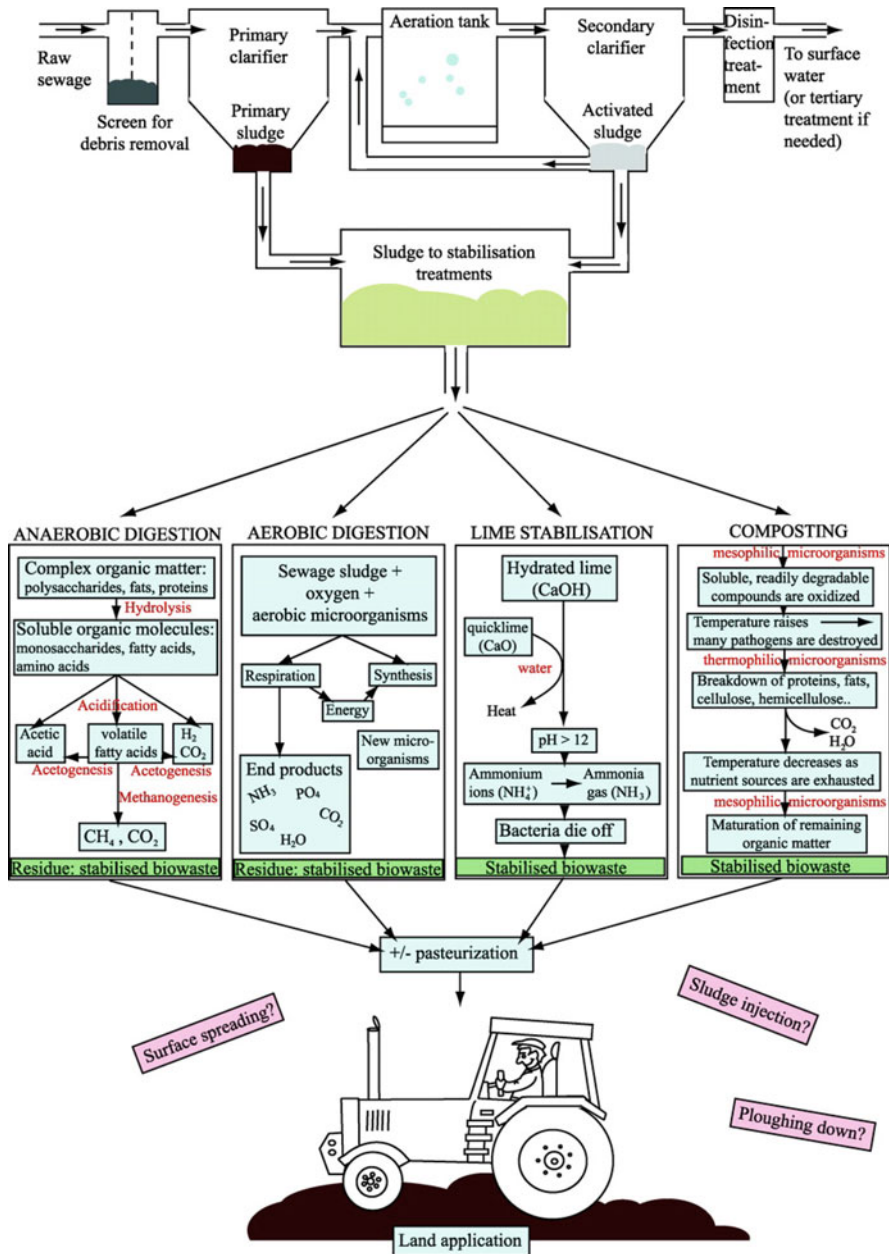 Raw
sewage
Screen for
debris removal
Primary
clarifier
Primary
sludge
Aeration tank
Secondary
clarifier
Activated
sludge
Disin-
fection
treat-
ment
To surface
water
(or tertiary
treatment if
needed)
Sludge to stabilisation
treatments
ANAEROBIC DIGESTION
Complex organic matter:
polysaccharides, fats, proteins
Hydrolysis
Soluble organic molecules:
monosaccharides, fatty acids,
amino acids
Acidification
Acetic
acid
volatile
fatty acids
H₂
CO₂
Acetogenesis
Acetogenesis
Methanogenesis
CH₄ , CO₂
Residue: stabilised biowaste
AEROBIC DIGESTION
Sewage sludge +
oxygen +
aerobic microorganisms
Respiration
Synthesis
Energy
New micro-
organisms
End products
NH₃
PO₄
CO₂
SO₄
H₂O
Residue: stabilised biowaste
LIME STABILISATION
Hydrated lime
(CaOH)
quicklime
(CaO)
water
Heat
pH > 12
Ammonium
ions (NH₄⁺)
Ammonia
gas (NH₃)
Bacteria die off
Stabilised biowaste
COMPOSTING
mesophilic microorganisms
Soluble, readily degradable
compounds are oxidized
Temperature raises
many pathogens are destroyed
thermophilic microorganisms
Breakdown of proteins, fats,
cellulose, hemicellulose..
CO₂
H₂O
Temperature decreases as
nutrient sources are exhausted
mesophilic microorganisms
Maturation of remaining
organic matter
Stabilised biowaste
+/- pasteurization
Surface spreading?
Sludge injection?
Ploughing down?
Land application